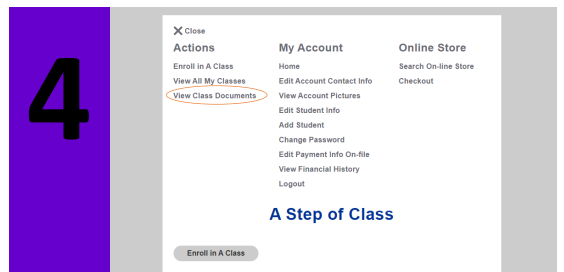 4
X Close
Actions
Enroll in A Class
View All My Classes
View Class Documents
My Account
Home
Edit Account Contact Info
View Account Pictures
Edit Student Info
Add Student
Change Password
Edit Payment Info On-file
View Financial History
Logout
Online Store
Search On-line Store
Checkout
A Step of Class
Enroll in A Class